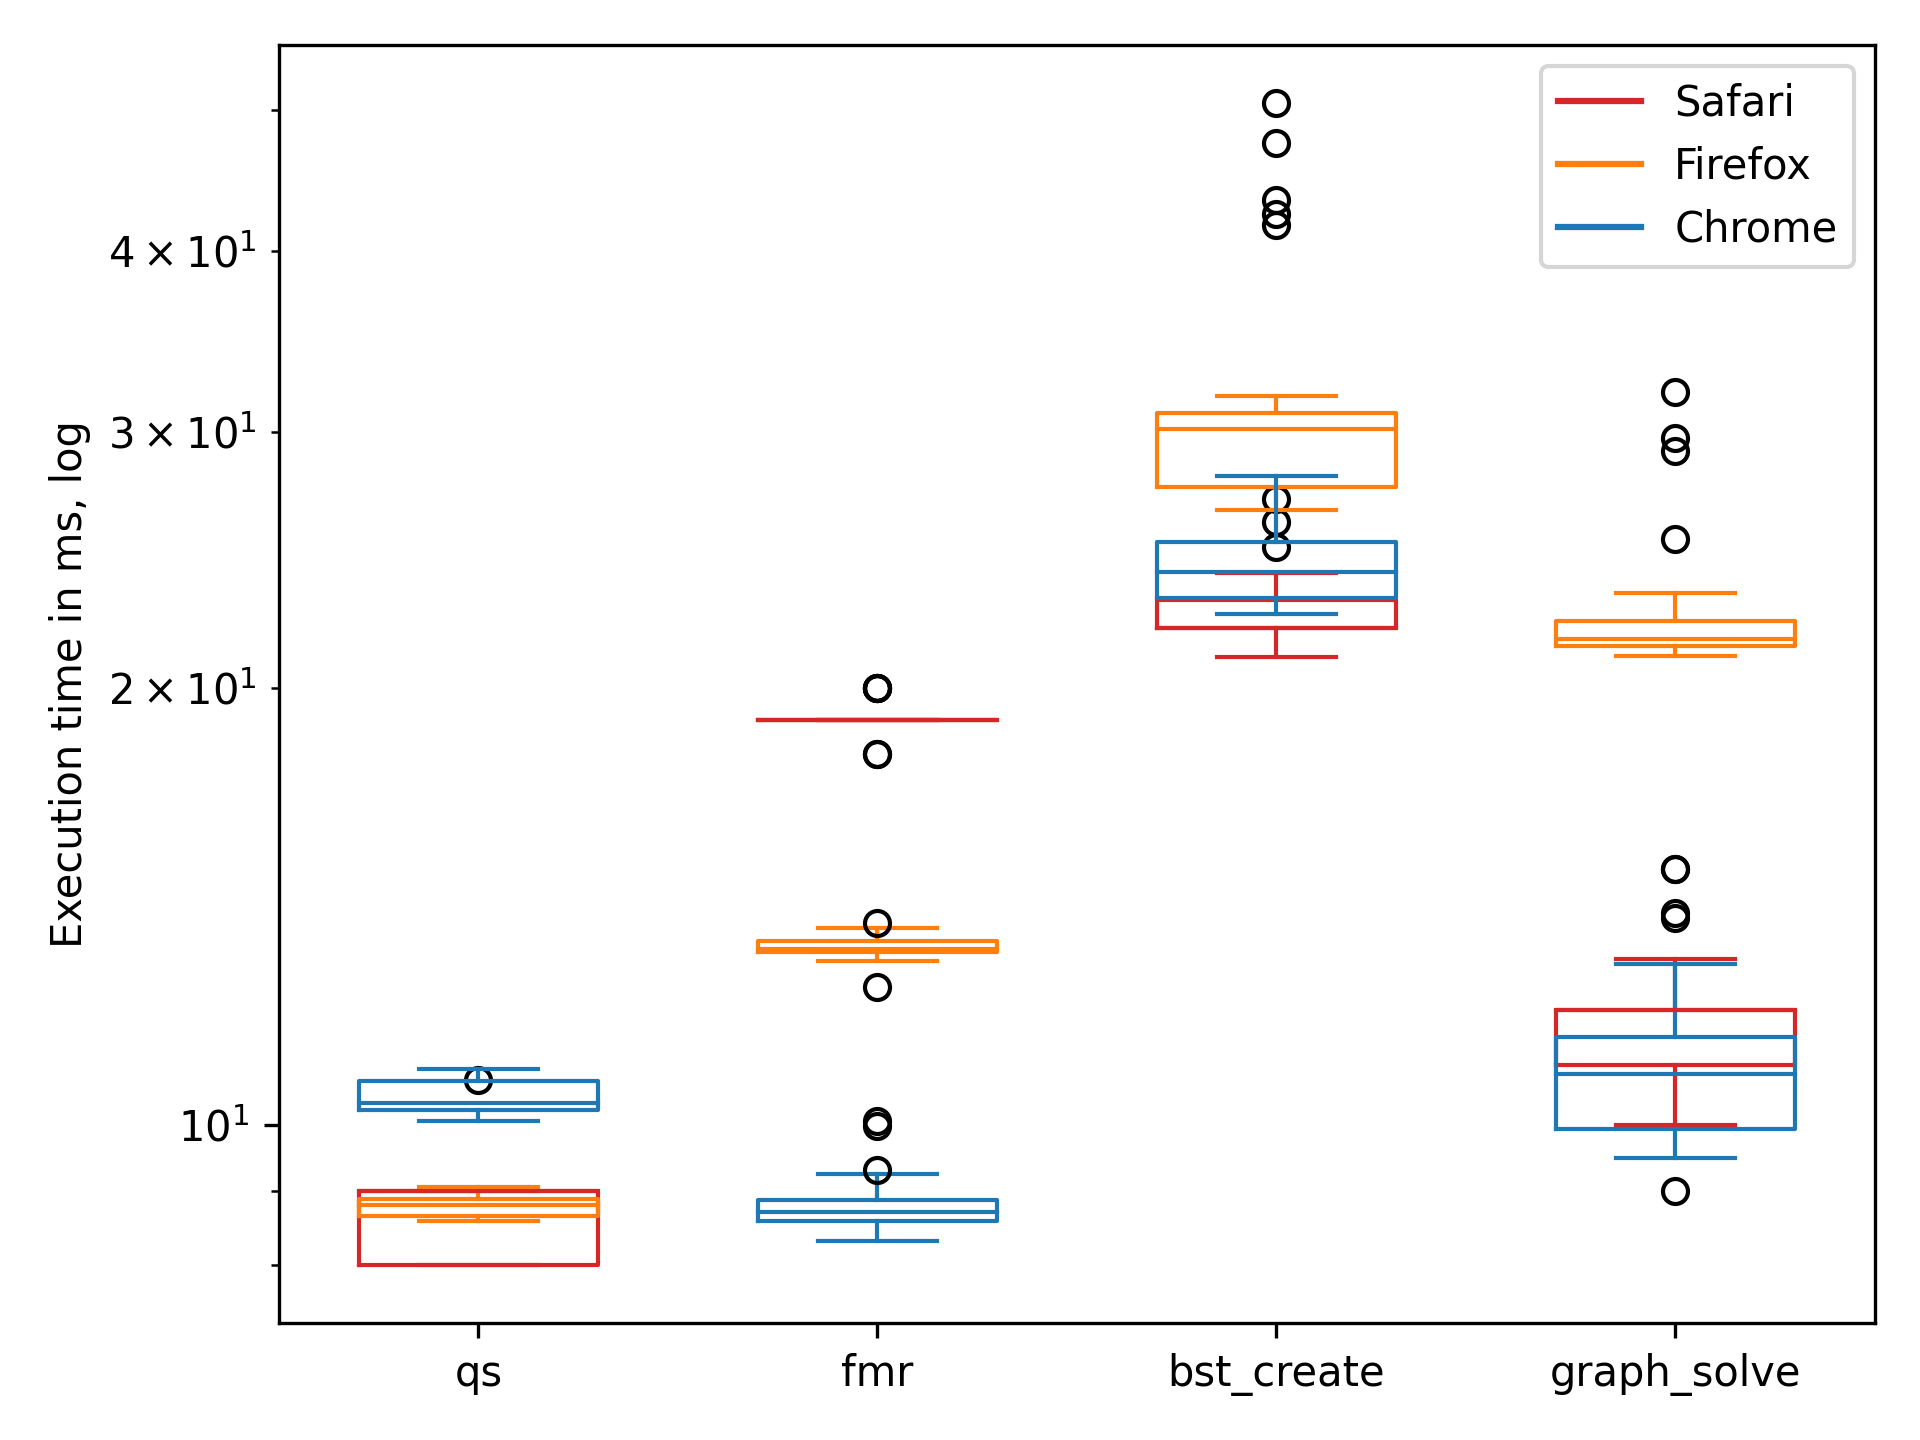 Safari
Firefox
Chrome
Execution time in ms, log
4 × 10¹
3 × 10¹
2 × 10¹
10¹
qs
fmr
bst_create
graph_solve